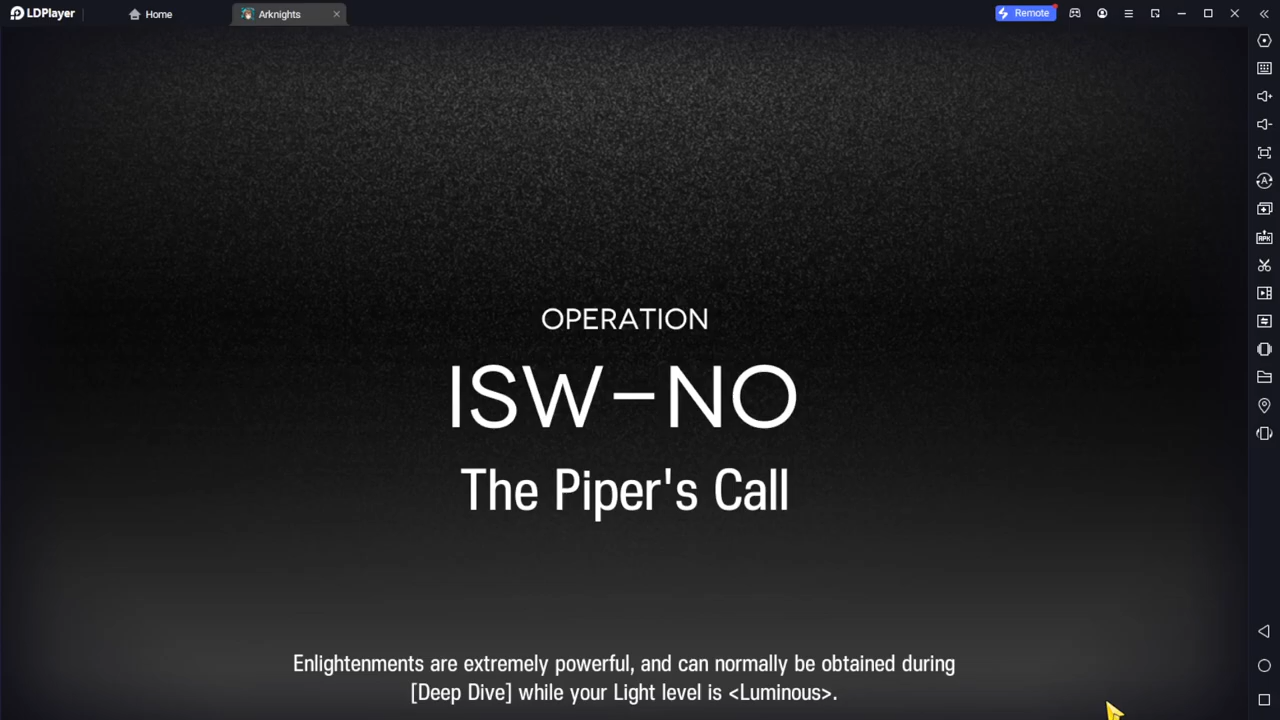 LDPlayer
Home
Arknights
Remote
OPERATION
ISW-NO
The Piper's Call
Enlightenments are extremely powerful, and can normally be obtained during
[Deep Dive] while your Light level is <Luminous>.